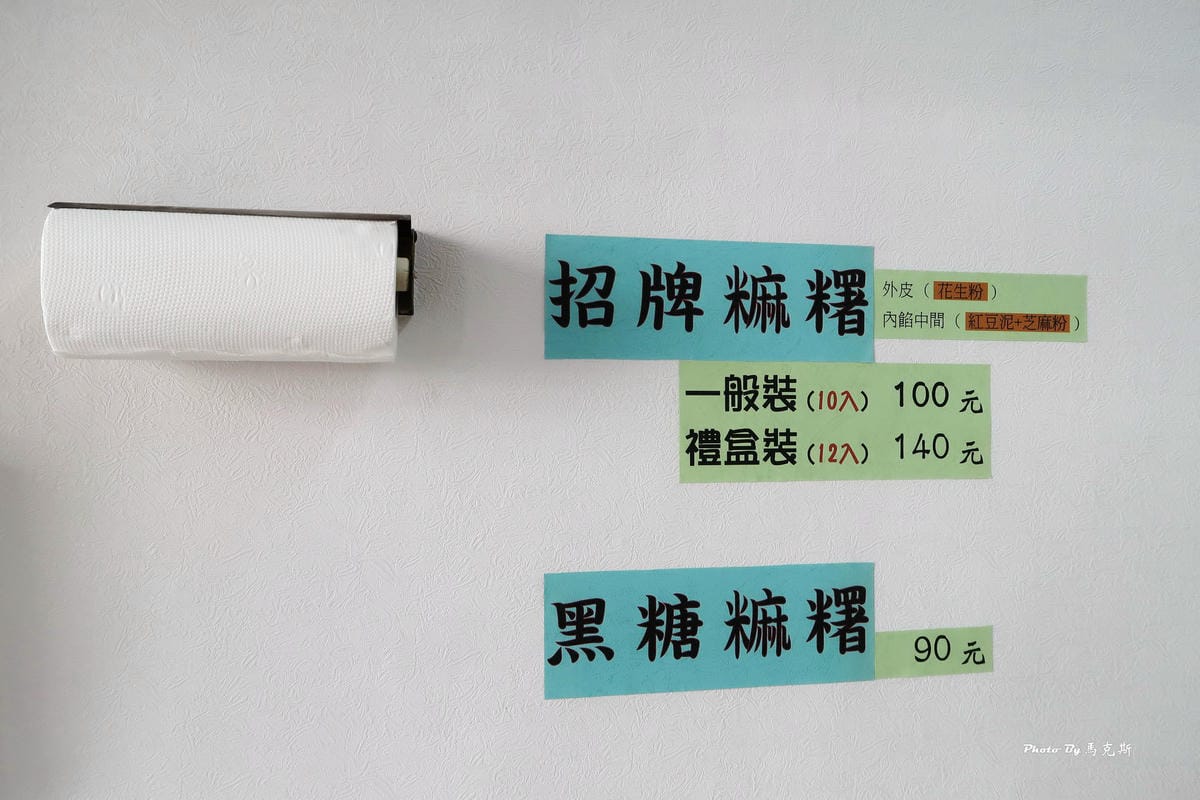 招牌糜糬
外皮（花生粉）
內餡中間（紅豆泥+芝麻粉）
一般裝(10入) 100元
禮盒裝(12入) 140元
黑糖糜糬
90元
Photo By 馬克斯